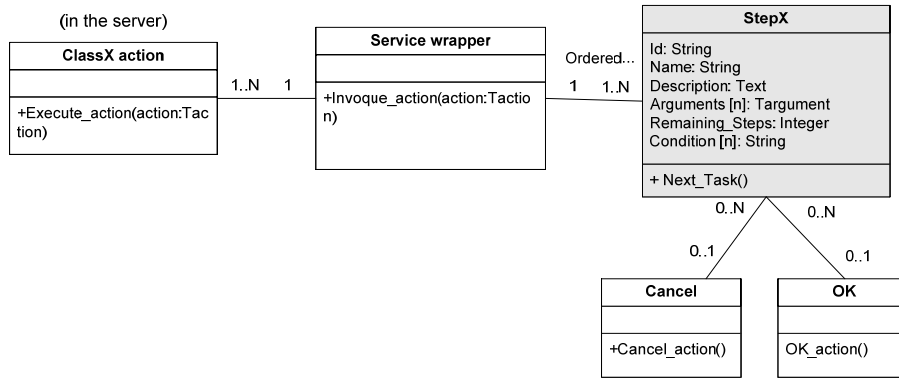 (in the server)
ClassX action
+Execute_action(action:Tac
tion)
1..N
1
Service wrapper
+Invoque_action(action:Tactio
n)
Ordered...
1
1..N
StepX
Id: String
Name: String
Description: Text
Arguments [n]: Targument
Remaining_Steps: Integer
Condition [n]: String
+ Next_Task()
0..N
0..N
0..1
0..1
Cancel
+Cancel_action()
OK
OK_action()